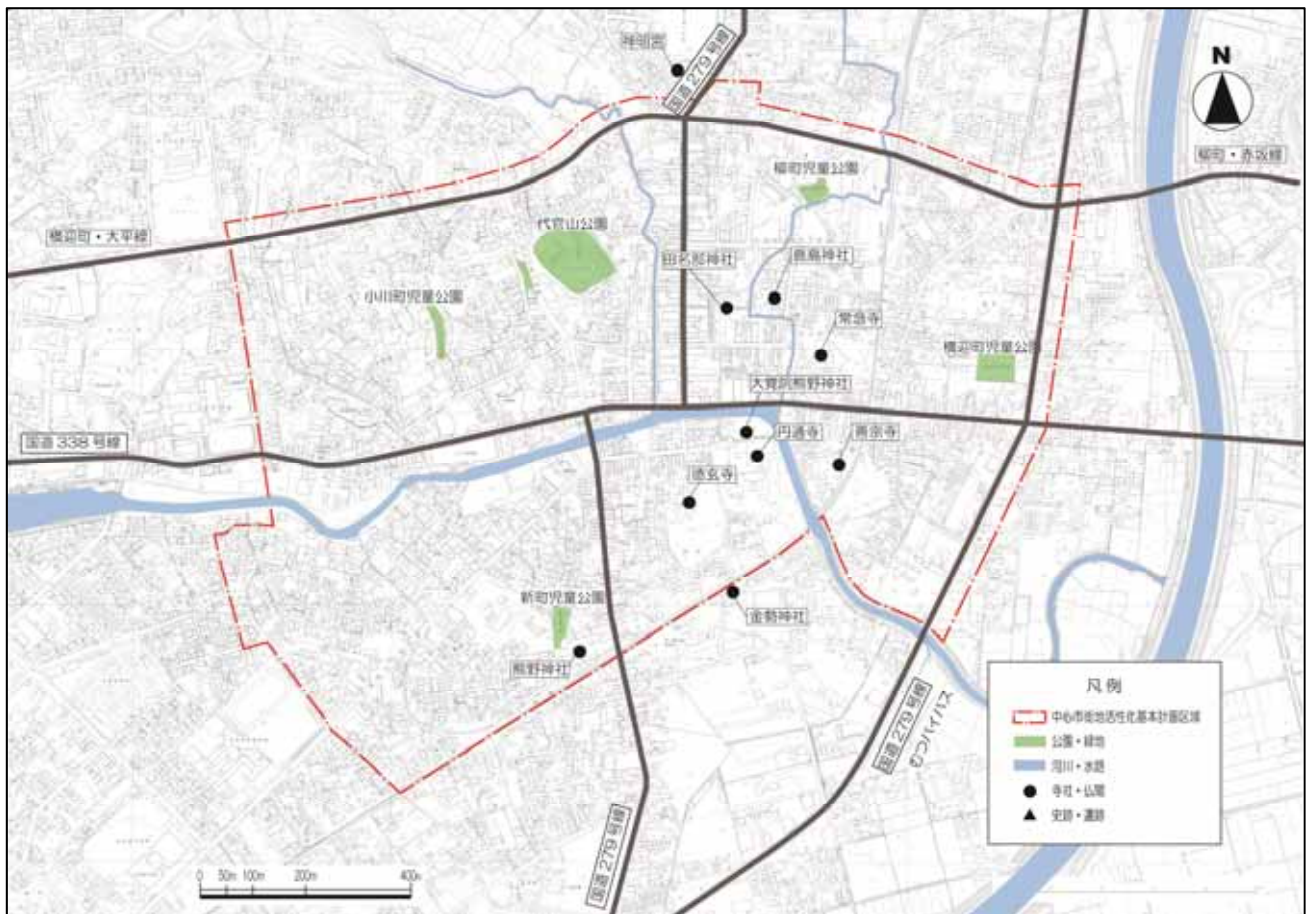 神明宮
国道279号線
N
柳町・赤坂線
柳町児童公園
代官山公園
横迎町・大平線
田名部神社
鹿島神社
小川町児童公園
常念寺
横迎町児童公園
大覚院熊野神社
国道338号線
円通寺
徳玄寺
新町児童公園
金勢神社
熊野神社
国道279号線
むつバイパス
国道279号線
凡例
中心市街地活性化基本計画区域
公園・緑地
河川・水路
寺社・仏閣
史跡・遺跡
0 50m 100m 200m 400m